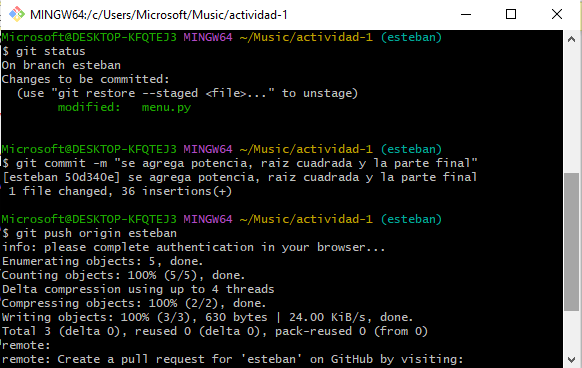 MINGW64:/c/Users/Microsoft/Music/actividad-1
Microsoft@DESKTOP-KFQTEJ3 MINGW64 ~/Music/actividad-1 (esteban)
$ git status
On branch esteban
Changes to be committed:
  (use "git restore --staged <file>..." to unstage)
        modified:   menu.py
Microsoft@DESKTOP-KFQTEJ3 MINGW64 ~/Music/actividad-1 (esteban)
$ git commit -m "se agrega potencia, raiz cuadrada y la parte final"
[esteban 50d340e] se agrega potencia, raiz cuadrada y la parte final
 1 file changed, 36 insertions(+)
Microsoft@DESKTOP-KFQTEJ3 MINGW64 ~/Music/actividad-1 (esteban)
$ git push origin esteban
info: please complete authentication in your browser...
Enumerating objects: 5, done.
Counting objects: 100% (5/5), done.
Delta compression using up to 4 threads
Compressing objects: 100% (2/2), done.
Writing objects: 100% (3/3), 630 bytes | 24.00 KiB/s, done.
Total 3 (delta 0), reused 0 (delta 0), pack-reused 0 (from 0)
remote:
remote: Create a pull request for 'esteban' on GitHub by visiting: